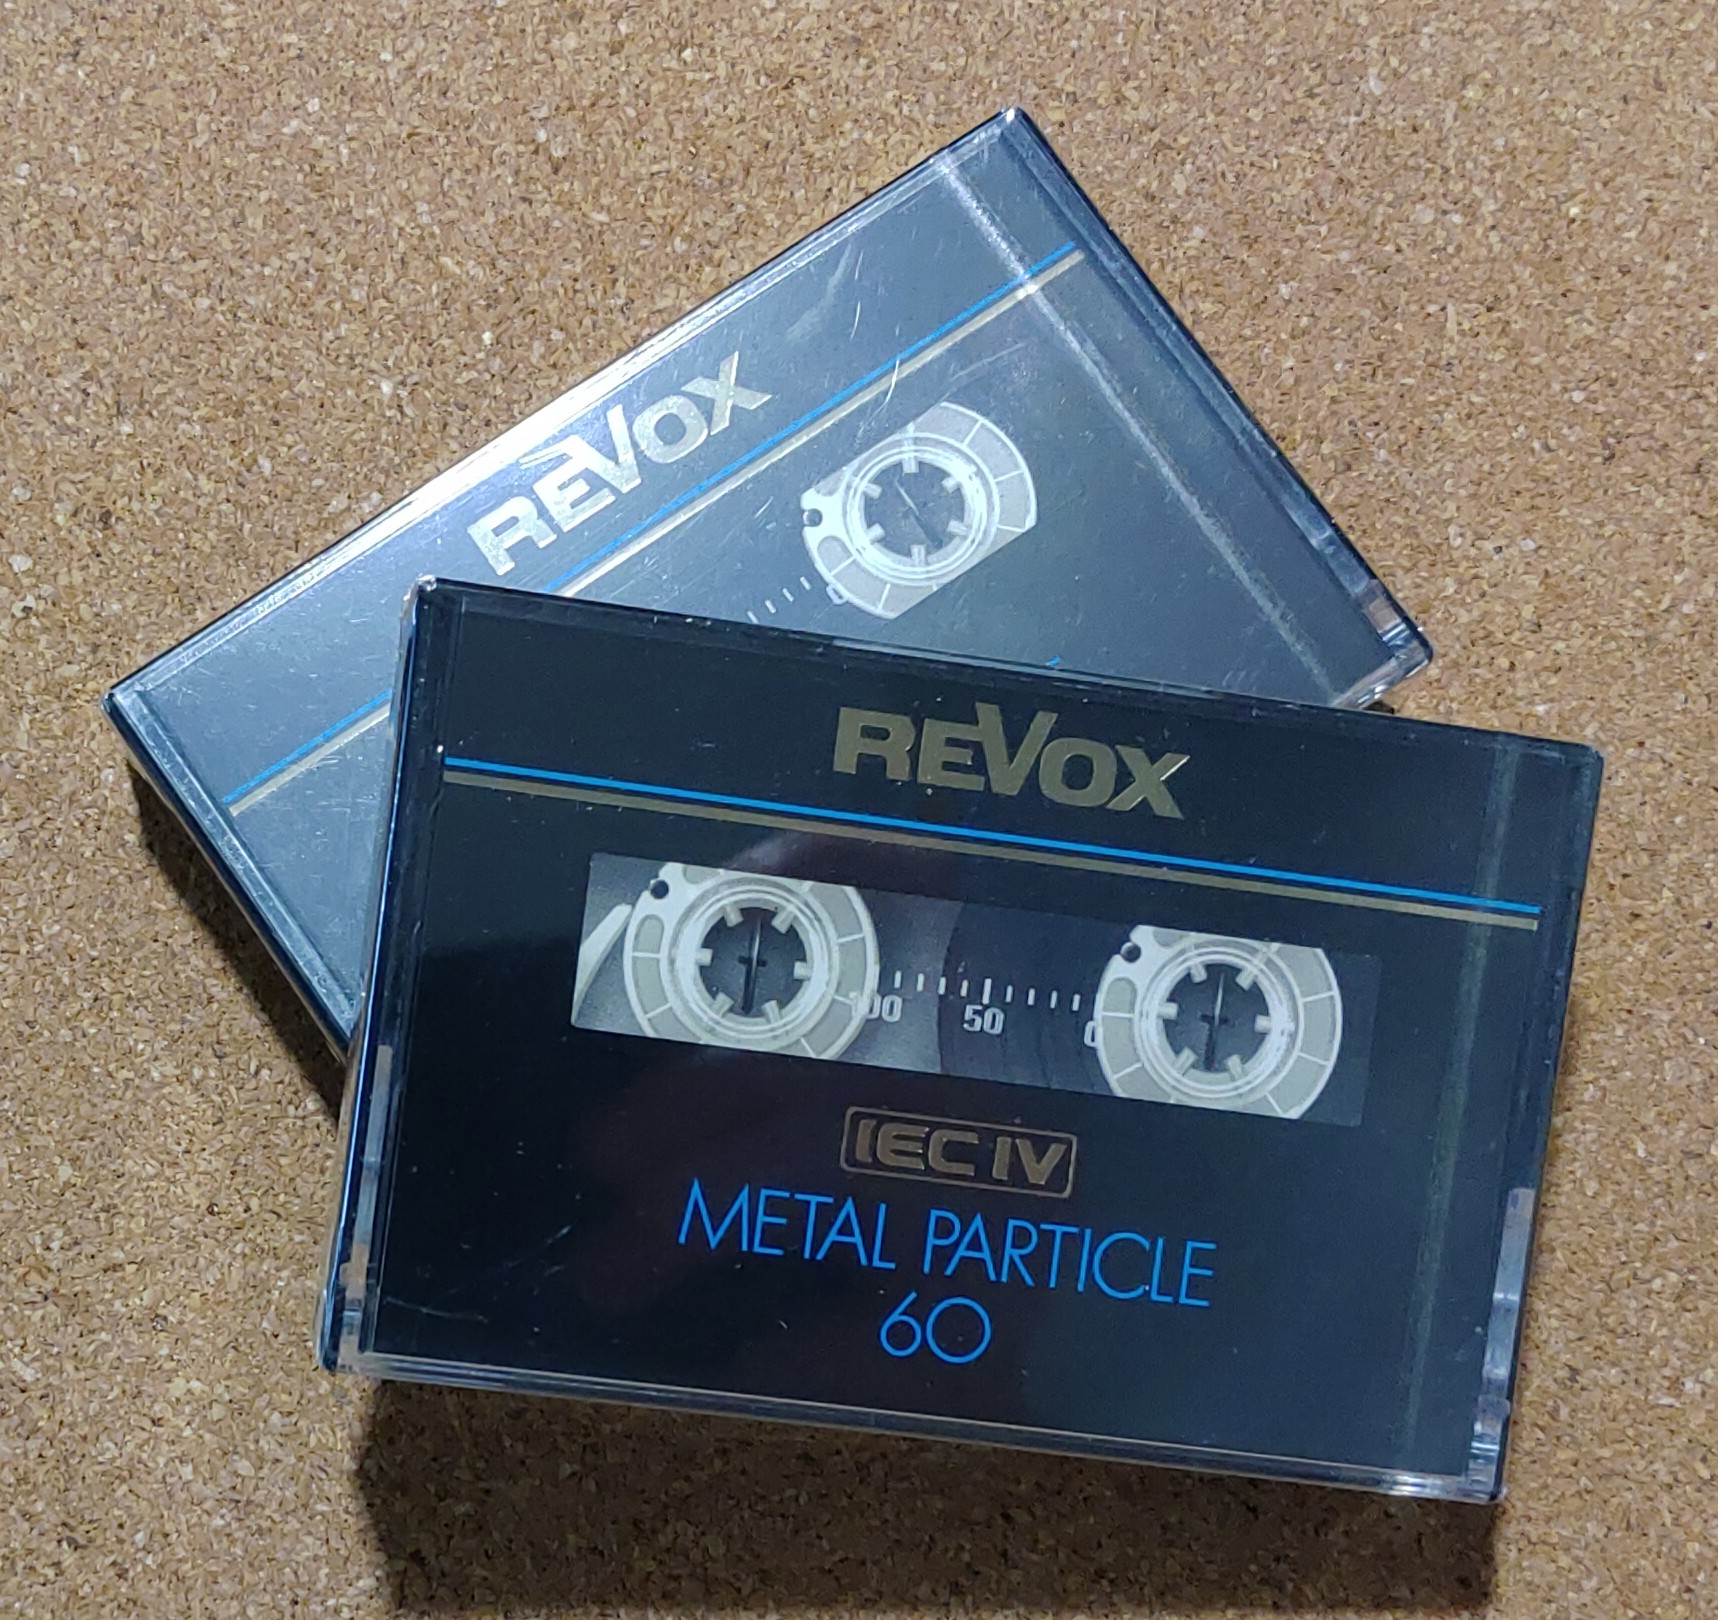 REVOX
REVOX
100 50 0
IEC IV
METAL PARTICLE
60